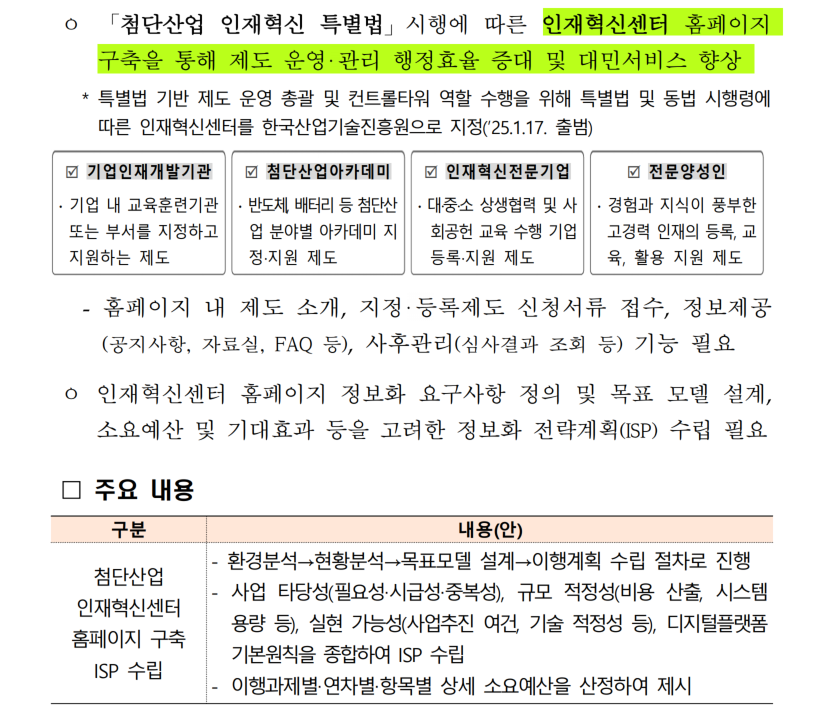 ㅇ 「첨단산업 인재혁신 특별법」시행에 따른 인재혁신센터 홈페이지
구축을 통해 제도 운영·관리 행정효율 증대 및 대민서비스 향상
* 특별법 기반 제도 운영 총괄 및 컨트롤타워 역할 수행을 위해 특별법 및 동법 시행령에
따른 인재혁신센터를 한국산업기술진흥원으로 지정('25.1.17. 출범)
☑ 기업인재개발기관
· 기업 내 교육훈련기관
또는 부서를 지정하고
지원하는 제도
☑ 첨단산업아카데미
· 반도체, 배터리 등 첨단산
업 분야별 아카데미 지
정·지원 제도
☑ 인재혁신전문기업
· 대·중·소 상생협력 및 사
회공헌 교육 수행 기업
등록·지원 제도
☑ 전문양성인
· 경험과 지식이 풍부한
고경력 인재의 등록, 교
육, 활용 지원 제도
- 홈페이지 내 제도 소개, 지정·등록제도 신청서류 접수, 정보제공
(공지사항, 자료실, FAQ 등), 사후관리(심사결과 조회 등) 기능 필요
ㅇ 인재혁신센터 홈페이지 정보화 요구사항 정의 및 목표 모델 설계,
소요예산 및 기대효과 등을 고려한 정보화 전략계획(ISP) 수립 필요
□ 주요 내용
구분 내용(안)
첨단산업
인재혁신센터
홈페이지 구축
ISP 수립
- 환경분석→현황분석→목표모델 설계→이행계획 수립 절차로 진행
- 사업 타당성(필요성·시급성·중복성), 규모 적정성(비용 산출, 시스템
용량 등), 실현 가능성(사업추진 여건, 기술 적정성 등), 디지털플랫폼
기본원칙을 종합하여 ISP 수립
- 이행과제별·연차별·항목별 상세 소요예산을 산정하여 제시